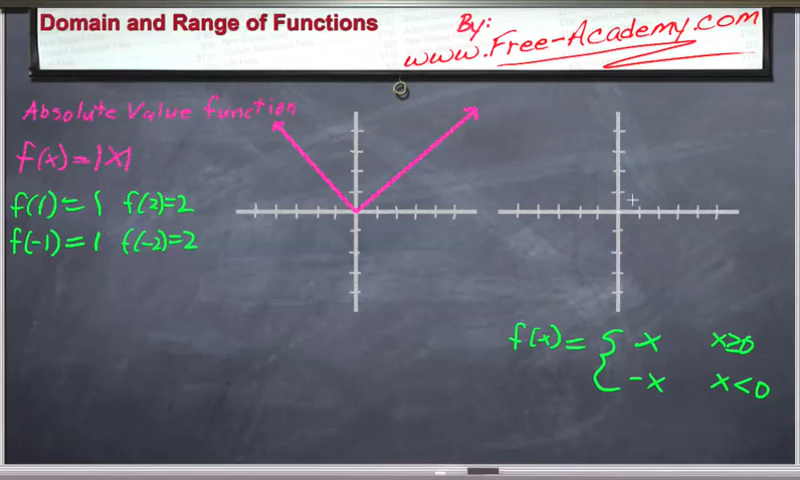 Domain and Range of Functions
By:
www.Free-Academy.com
Absolute Value function
f(x)=|x|
f(1)=1 f(2)=2
f(-1)=1 f(-2)=2
f(x)= { x x≥0
-x x<0